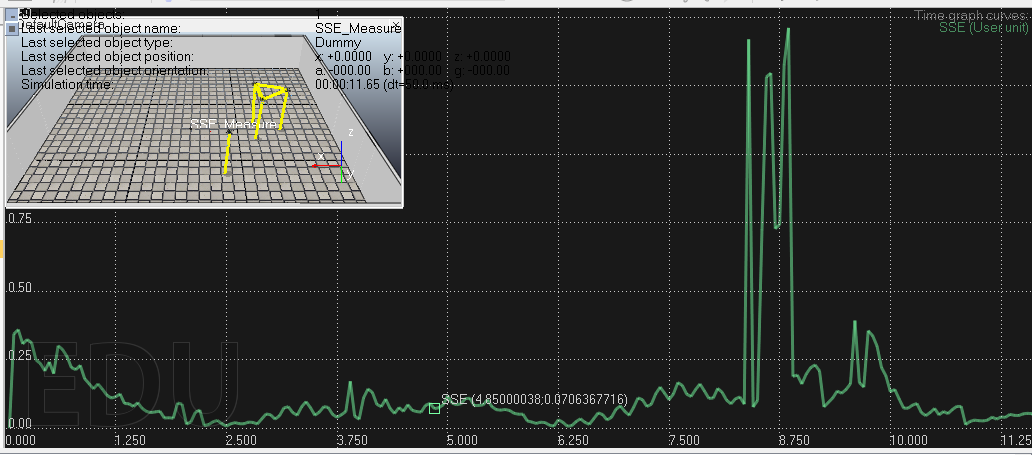 Selected objects: 1
DefaultCamera
Last selected object name: SSE_Measure
Last selected object type: Dummy
Last selected object position: x: +0.0000 y: +0.0000 z: +0.0000
Last selected object orientation: a: -000.00 b: +000.00 g: -000.00
Simulation time: 00:00:11.65 (dt=50.0 ms)
Time graph curves:
SSE (User unit)
SSE_Measure
z
x
y
0.75
0.50
0.25
EDU
SSE (4.85000038;0.0706367716)
0.00
0.000 1.250 2.500 3.750 5.000 6.250 7.500 8.750 10.000 11.25